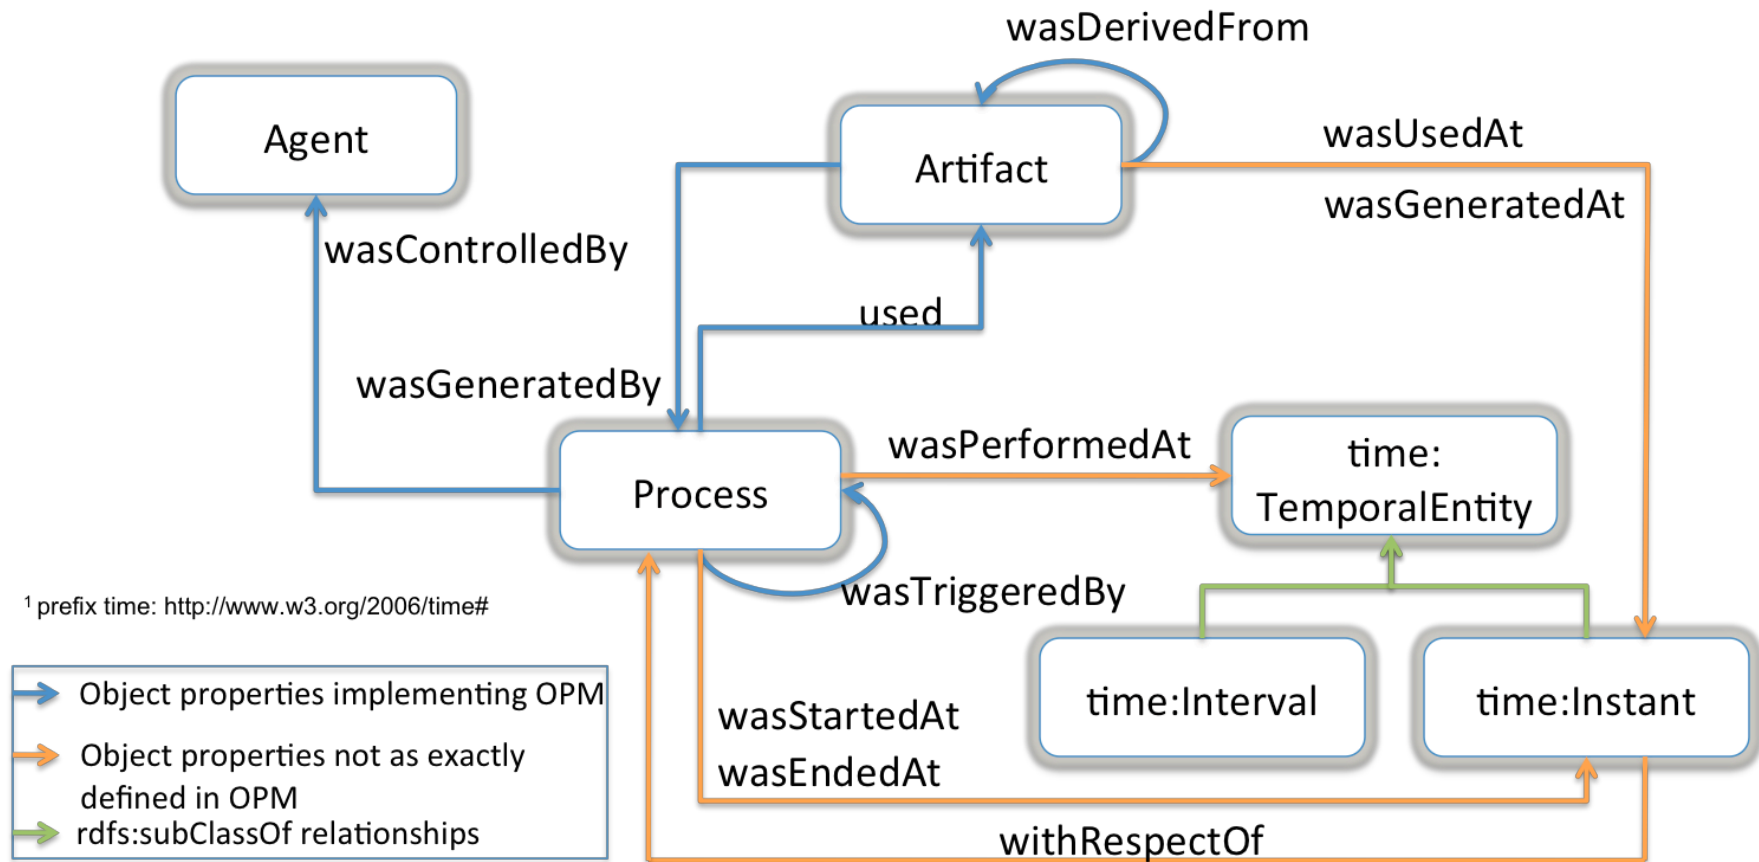 wasDerivedFrom
Agent
Artifact
wasUsedAt
wasGeneratedAt
wasControlledBy
used
wasGeneratedBy
wasPerformedAt
time:
TemporalEntity
Process
wasTriggeredBy
1 prefix time: http://www.w3.org/2006/time#
time:Interval
time:Instant
Object properties implementing OPM
Object properties not as exactly
defined in OPM
rdfs:subClassOf relationships
wasStartedAt
wasEndedAt
withRespectOf